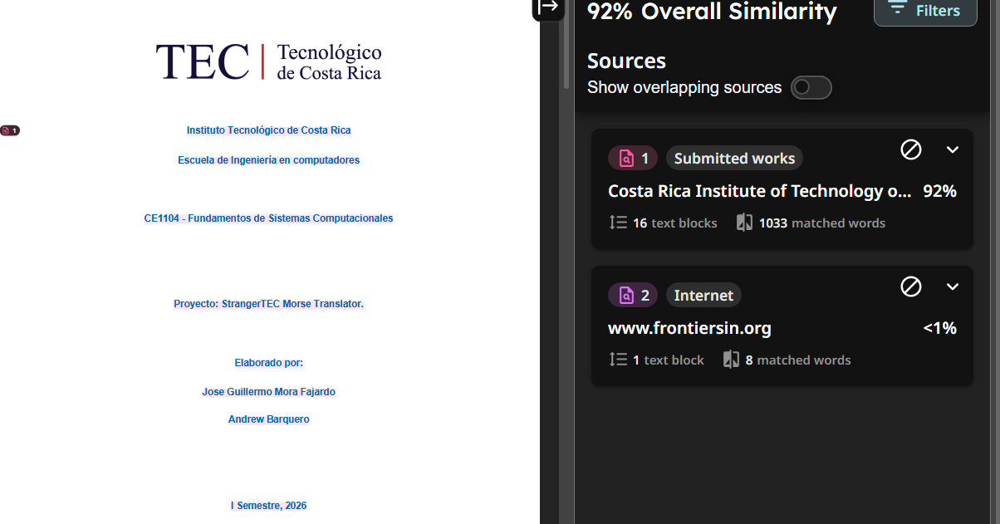 TEC | Tecnológico
de Costa Rica
1
Instituto Tecnológico de Costa Rica
Escuela de Ingeniería en computadores
CE1104 - Fundamentos de Sistemas Computacionales
Proyecto: StrangerTEC Morse Translator.
Elaborado por:
Jose Guillermo Mora Fajardo
Andrew Barquero
I Semestre, 2026
92% Overall Similarity
Filters
Sources
Show overlapping sources
1 Submitted works
Costa Rica Institute of Technology o... 92%
16 text blocks 1033 matched words
2 Internet
www.frontiersin.org <1%
1 text block 8 matched words